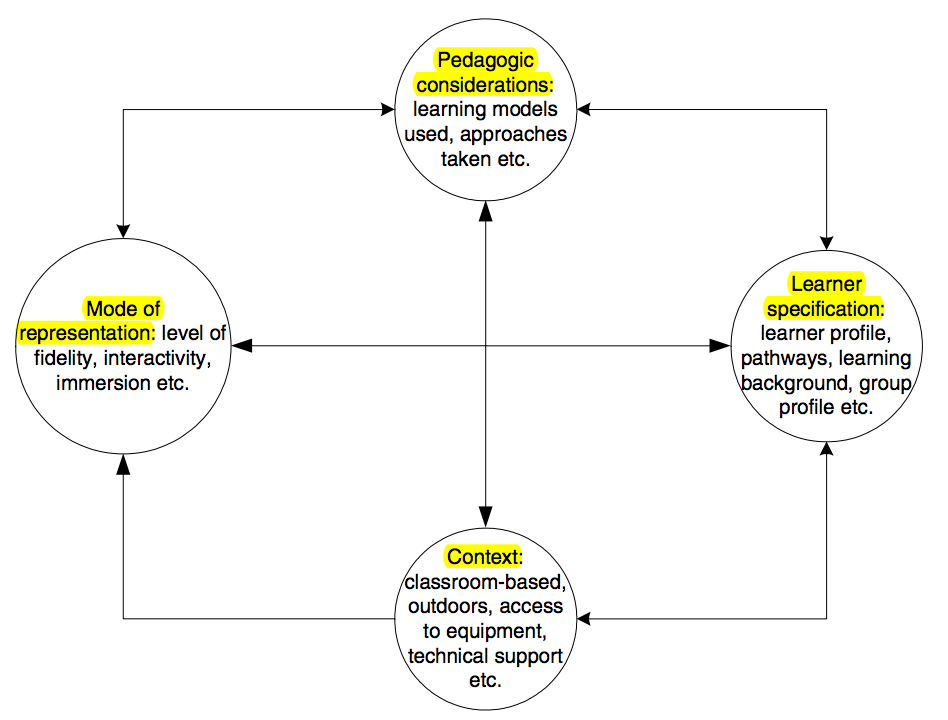 Pedagogic
considerations:
learning models
used, approaches
taken etc.
Mode of
representation: level of
fidelity, interactivity,
immersion etc.
Learner
specification:
learner profile,
pathways, learning
background, group
profile etc.
Context:
classroom-based,
outdoors, access
to equipment,
technical support
etc.